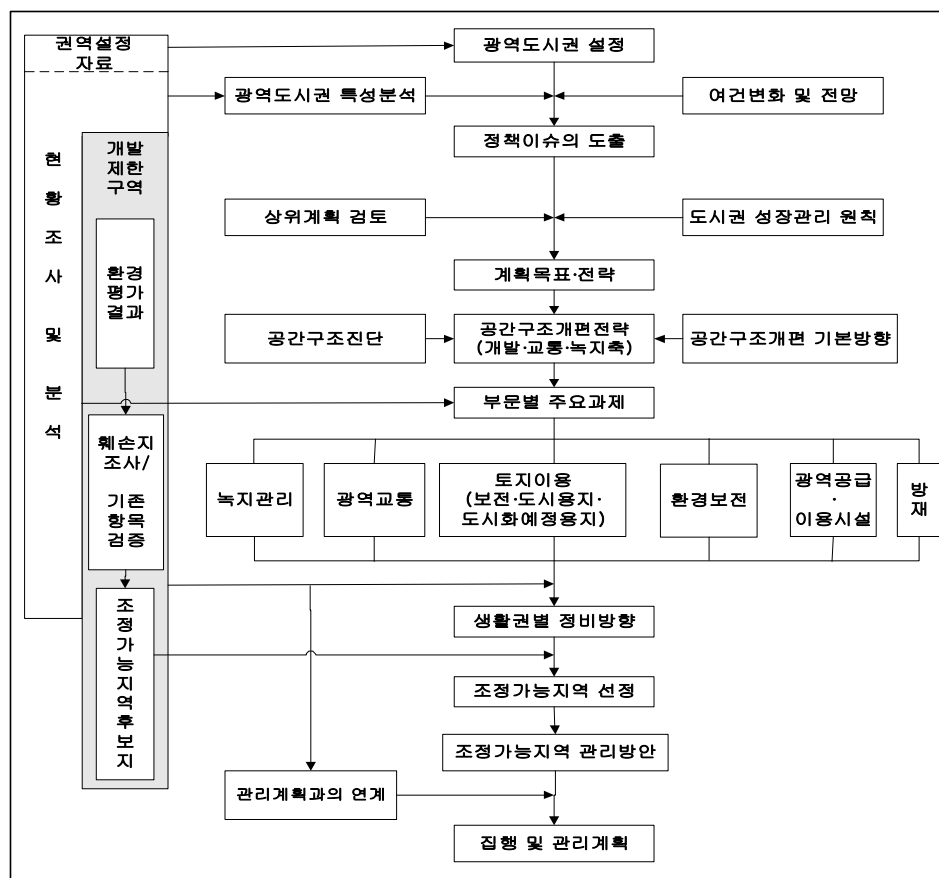 권역설정
자료
현
황
조
사
및
분
석
개발
제한
구역
환경
평가
결과
훼손지
조사/
기존
항목
검증
조
정
가
능
지
역
후
보
지
광역도시권 설정
광역도시권 특성분석
여건변화 및 전망
정책이슈의 도출
상위계획 검토
도시권 성장관리 원칙
계획목표·전략
공간구조진단
공간구조개편전략
(개발·교통·녹지축)
공간구조개편 기본방향
부문별 주요과제
녹지관리
광역교통
토지이용
(보전·도시용지·
도시화예정용지)
환경보전
광역공급
·
이용시설
방
재
생활권별 정비방향
조정가능지역 선정
조정가능지역 관리방안
관리계획과의 연계
집행 및 관리계획